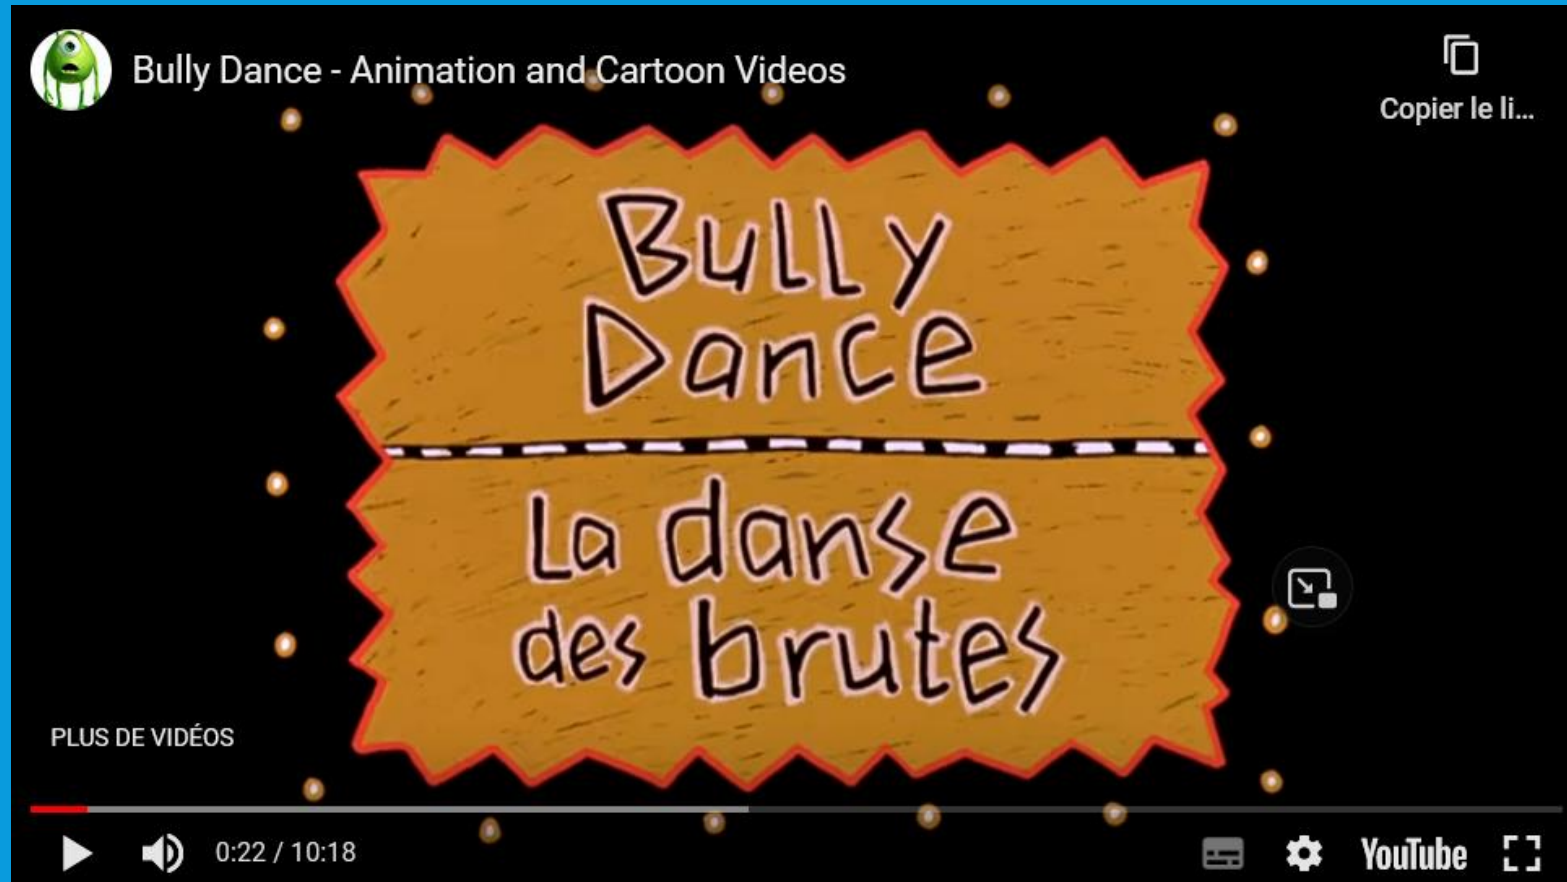 Bully Dance - Animation and Cartoon Videos
Copier le li...
Bully
Dance
La danse
des brutes
PLUS DE VIDÉOS
0:22 / 10:18
YouTube